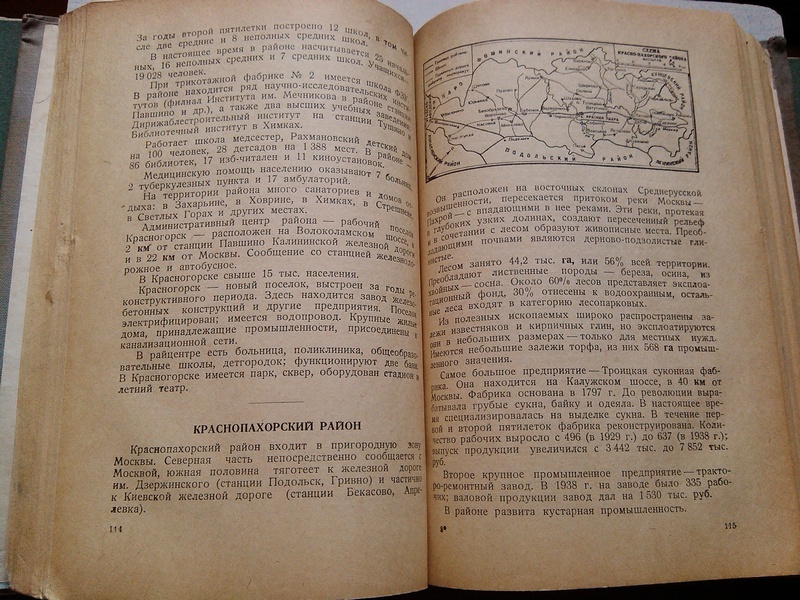 За годы второй пятилетки построено 12 школ, в том чи-
сле две средние и 8 неполных средних школ.
В настоящее время в районе насчитывается 25 началь-
ных, 16 неполных средних и 7 средних школ. Учащихся—
19 028 человек.
При трикотажной фабрике № 2 имеется школа ФЗУ.
В районе находится ряд научно-исследовательских инсти-
тутов (филиал Института им. Мечникова в районе станции
Павшино и др.), а также два высших учебных заведения:
Дирижаблестроительный институт на станции Тушино и
Библиотечный институт в Химках.
Работает школа медсестер, Рахмановский детский дом
на 100 человек, 28 детсадов на 1 388 мест. В районе
86 библиотек, 17 изб-читален и 11 киноустановок.
Медицинскую помощь населению оказывают 7 больниц,
2 туберкулезных пункта и 17 амбулаторий.
На территории района много санаториев и домов от-
дыха: в Захарьине, в Ховрине, в Химках, в Стрешневе,
в Светлых Горах и других местах.
Административный центр района — рабочий поселок
Красногорск — расположен на Волоколамском шоссе, в
2 км от станции Павшино Калининской железной дороги
и в 22 км от Москвы. Сообщение со станцией железно-
рожное и автобусное.
В Красногорске свыше 15 тыс. населения.
Красногорск — новый поселок, выстроен за годы ре-
конструктивного периода. Здесь находится завод железо-
бетонных конструкций и другие предприятия. Поселок
электрифицирован; имеется водопровод. Крупные жилые
дома, принадлежащие промышленности, присоединены к
канализационной сети.
В райцентре есть больница, поликлиника, общеобразо-
вательные школы, детгородок; функционируют две бани.
В Красногорске имеется парк, сквер, оборудован стадион и
летний театр.
КРАСНОПАХОРСКИЙ РАЙОН
Краснопахорский район входит в пригородную зону
Москвы. Северная часть непосредственно сообщается с
Москвой, южная половина тяготеет к железной дороге
им. Дзержинского (станции Подольск, Гривно) и частично
к Киевской железной дороге (станции Бекасово, Апре-
левка).
114
СХЕМА
КРАСНО-ПАХОРСКОГО РАЙОНА
НАРО
РАЙОН
КРАСНАЯ ПАХРА
ПОДОЛЬСКИЙ РАЙОН
ЛЕНИНСКИЙ РАЙОН
Он расположен на восточных склонах Среднерусской
возвышенности, пересекается притоком реки Москвы —
Пахрой — с впадающими в нее реками. Эти реки, протекая
в глубоких узких долинах, создают пересеченный рельеф
и в сочетании с лесом образуют живописные места. Преоб-
ладающими почвами являются дерново-подзолистые гли-
нистые.
Лесом занято 44,2 тыс. га, или 56% всей территории.
Преобладают лиственные породы — береза, осина, из
хвойных — сосна. Около 60% лесов представляет эксплоа-
тационный фонд, 30% отнесены к водоохранным, осталь-
ные леса входят в категорию лесопарковых.
Из полезных ископаемых широко распространены за-
лежи известняков и кирпичных глин, но эксплоатируются
они в небольших размерах — только для местных нужд.
Имеются небольшие залежи торфа, из них 568 га промыш-
ленного значения.
Самое большое предприятие — Троицкая суконная фаб-
рика. Она находится на Калужском шоссе, в 40 км от
Москвы. Фабрика основана в 1797 г. До революции выра-
батывала грубые сукна, байку и одеяла. В настоящее вре-
мя специализировалась на выделке сукна. В течение пер-
вой и второй пятилеток фабрика реконструирована. Коли-
чество рабочих выросло с 496 (в 1929 г.) до 637 (в 1938 г.);
выпуск продукции увеличился с 3 442 тыс. до 7 852 тыс.
руб.
Второе крупное промышленное предприятие — тракто-
ро-ремонтный завод. В 1938 г. на заводе было 335 рабо-
чих; валовой продукции завод дал на 1 530 тыс. руб.
В районе развита кустарная промышленность.
8*
115